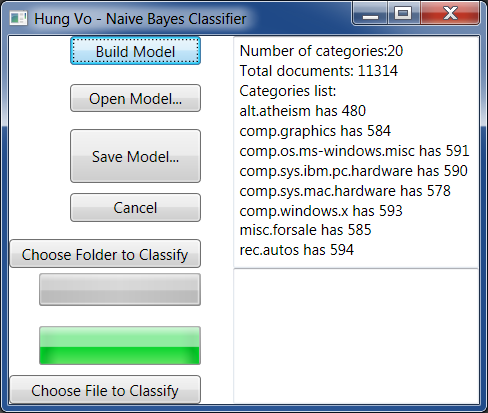 Hung Vo - Naive Bayes Classifier
Build Model
Open Model...
Save Model...
Cancel
Choose Folder to Classify
Choose File to Classify
Number of categories:20
Total documents: 11314
Categories list:
alt.atheism has 480
comp.graphics has 584
comp.os.ms-windows.misc has 591
comp.sys.ibm.pc.hardware has 590
comp.sys.mac.hardware has 578
comp.windows.x has 593
misc.forsale has 585
rec.autos has 594